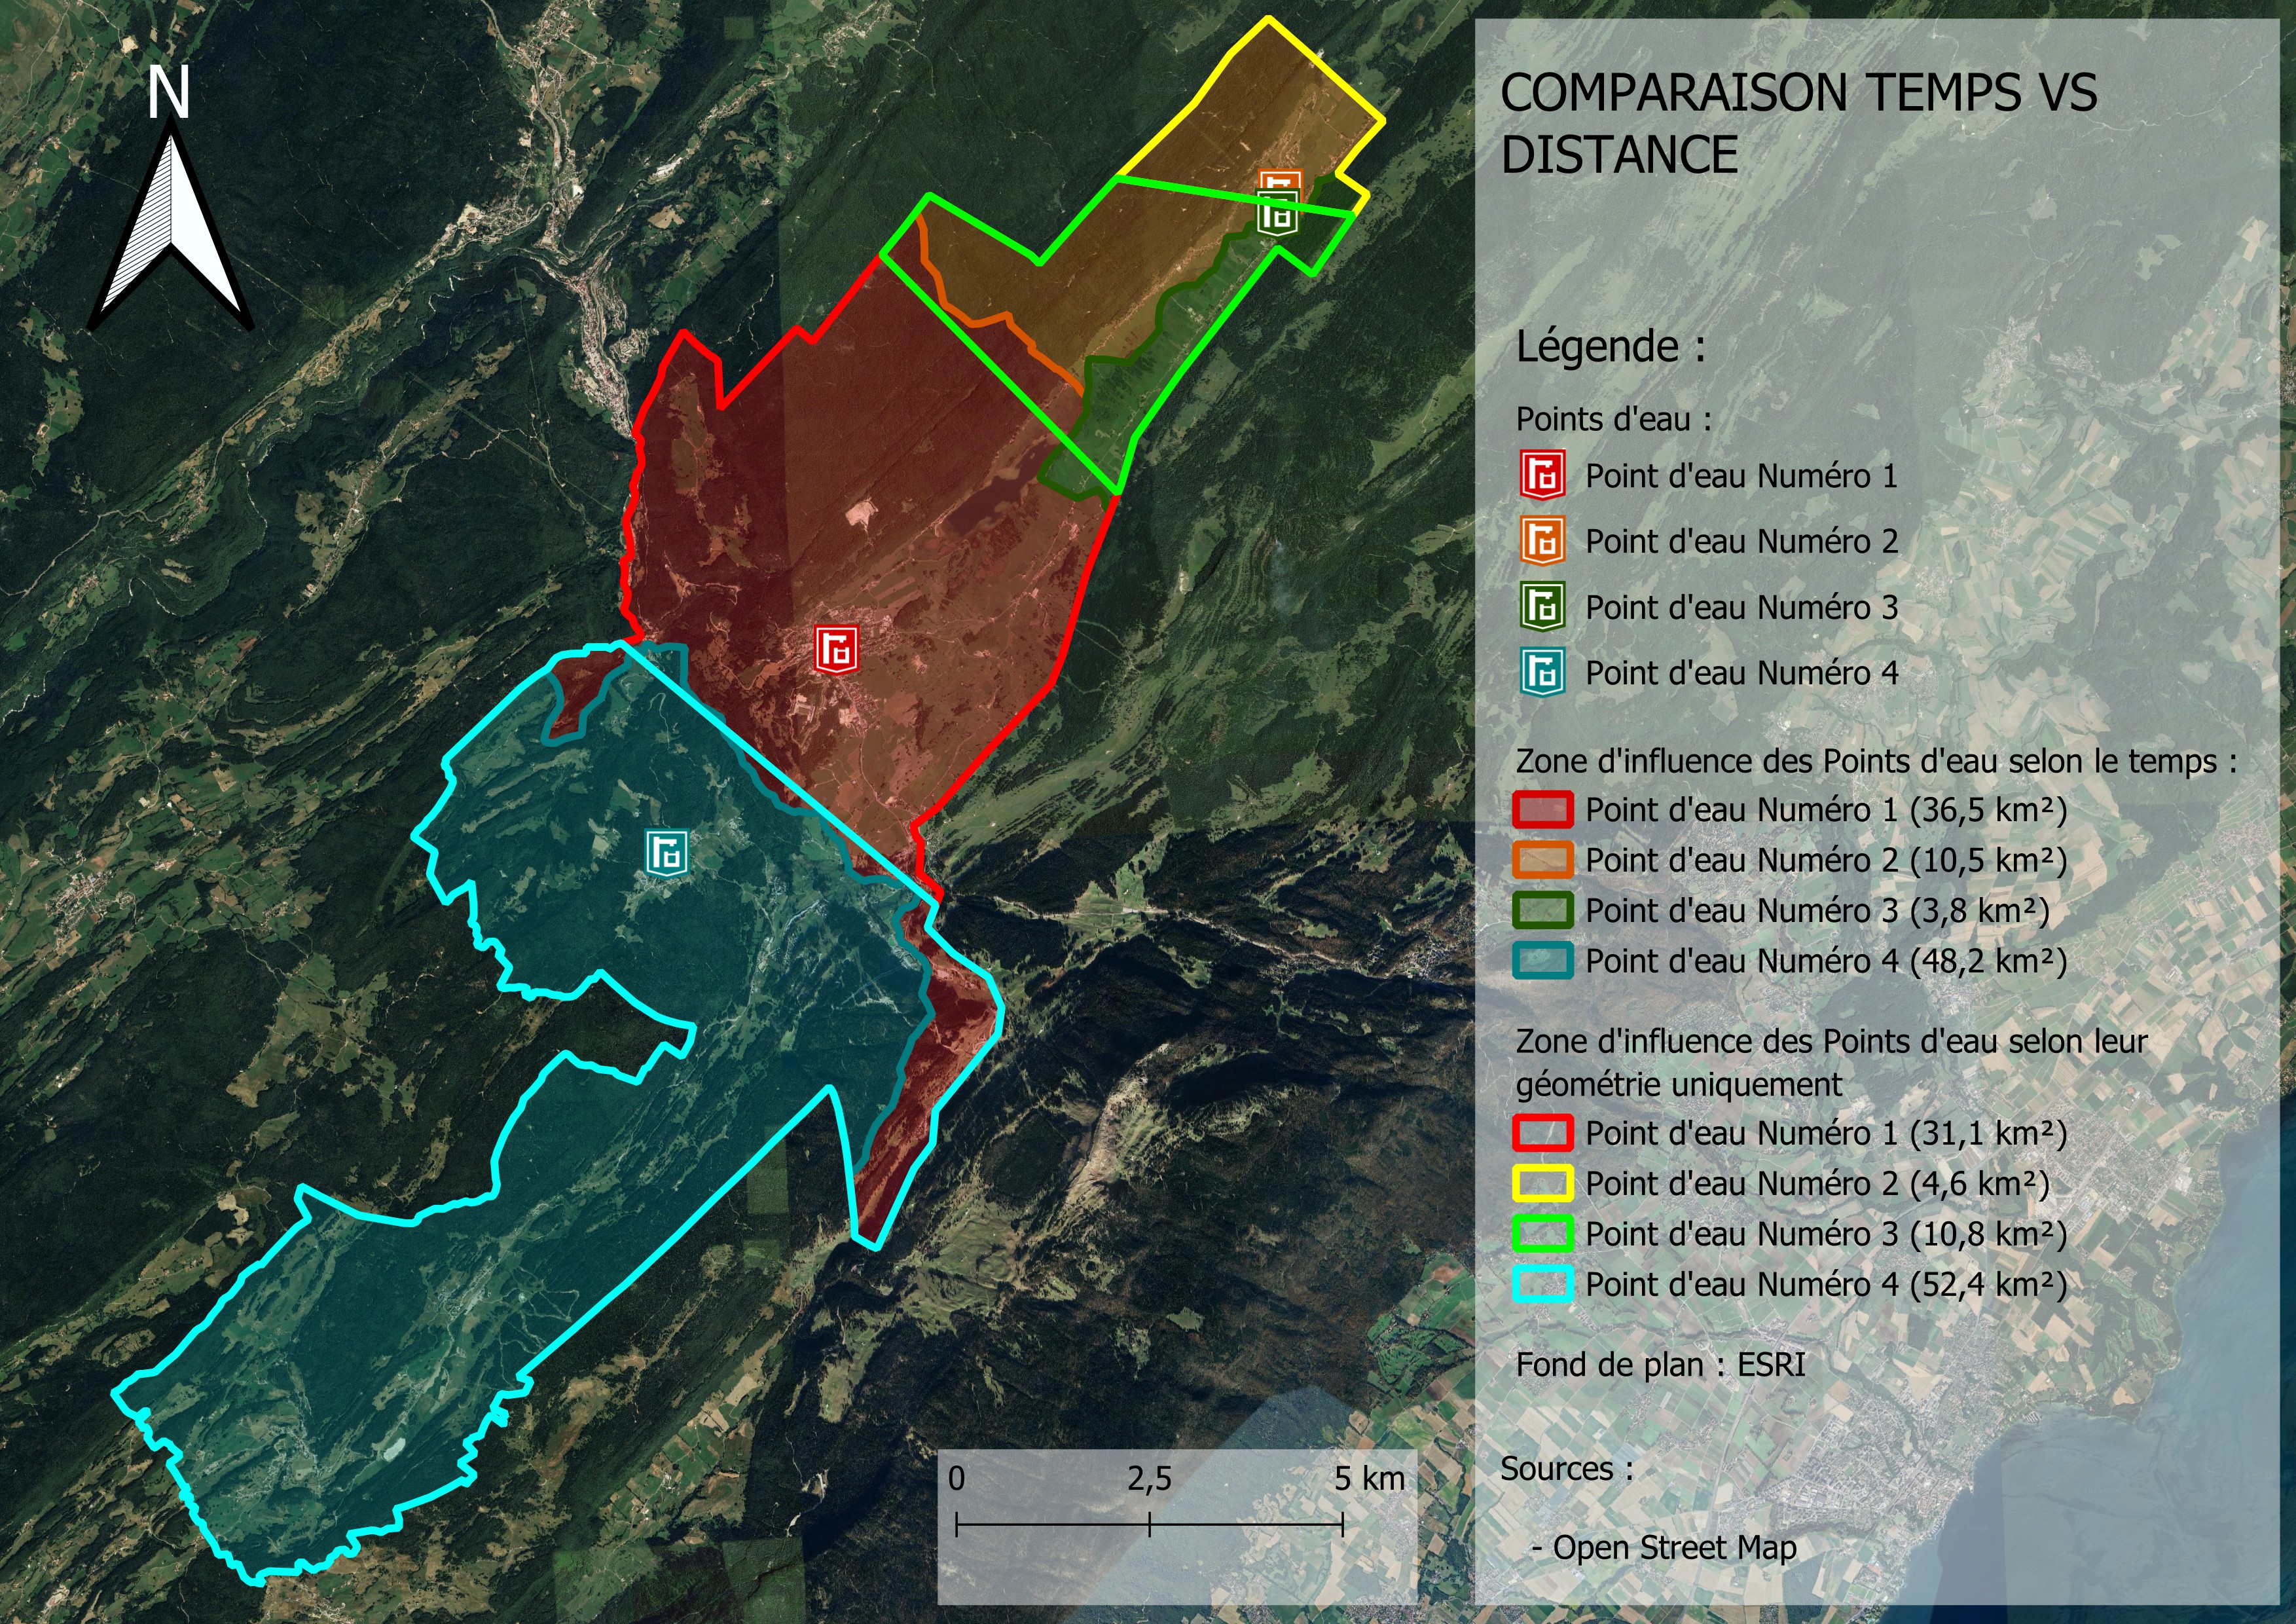 N
COMPARAISON TEMPS VS
DISTANCE
Légende :
Points d'eau :
Point d'eau Numéro 1
Point d'eau Numéro 2
Point d'eau Numéro 3
Point d'eau Numéro 4
Zone d'influence des Points d'eau selon le temps :
Point d'eau Numéro 1 (36,5 km²)
Point d'eau Numéro 2 (10,5 km²)
Point d'eau Numéro 3 (3,8 km²)
Point d'eau Numéro 4 (48,2 km²)
Zone d'influence des Points d'eau selon leur
géométrie uniquement
Point d'eau Numéro 1 (31,1 km²)
Point d'eau Numéro 2 (4,6 km²)
Point d'eau Numéro 3 (10,8 km²)
Point d'eau Numéro 4 (52,4 km²)
Fond de plan : ESRI
Sources :
- Open Street Map
0 2,5 5 km